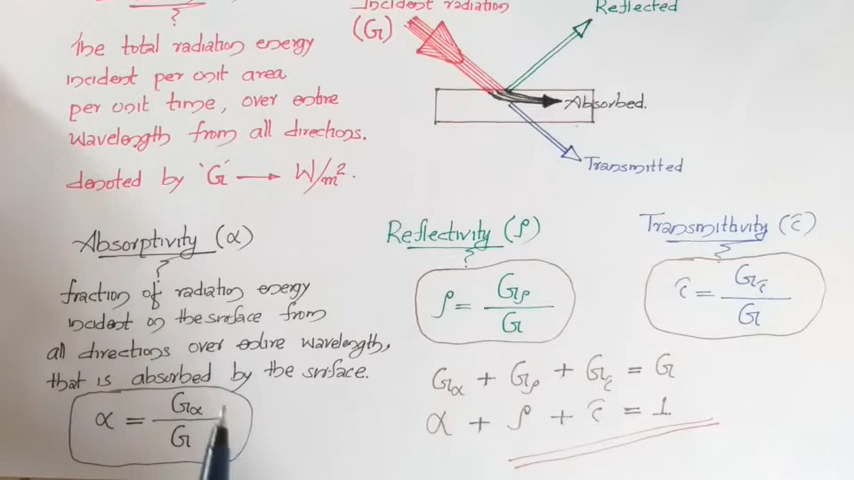 The total radiation energy
incident per unit area
per unit time, over entire
wavelength from all directions.
denoted by 'G' → W/m².
Incident radiation
(G)
Reflected
Absorbed.
Transmitted
Absorptivity (α)
fraction of radiation energy
incident on the surface from
all directions over entire wavelength,
that is absorbed by the surface.
α = Gα / G
Reflectivity (ρ)
ρ = Gρ / G
Transmittivity (τ)
τ = Gτ / G
Gα + Gρ + Gτ = G
α + ρ + τ = 1